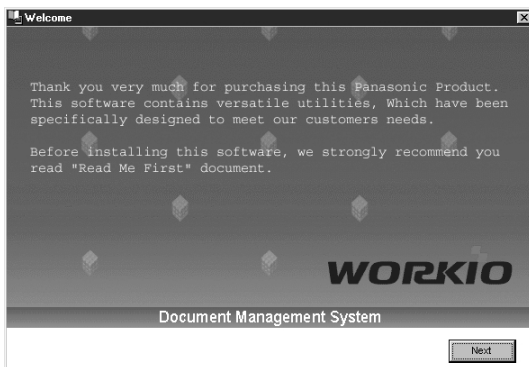 Welcome
Thank you very much for purchasing this Panasonic Product.
This software contains versatile utilities, Which have been
specifically designed to meet our customers needs.
Before installing this software, we strongly recommend you
read "Read Me First" document.
WORKIO
Document Management System
Next